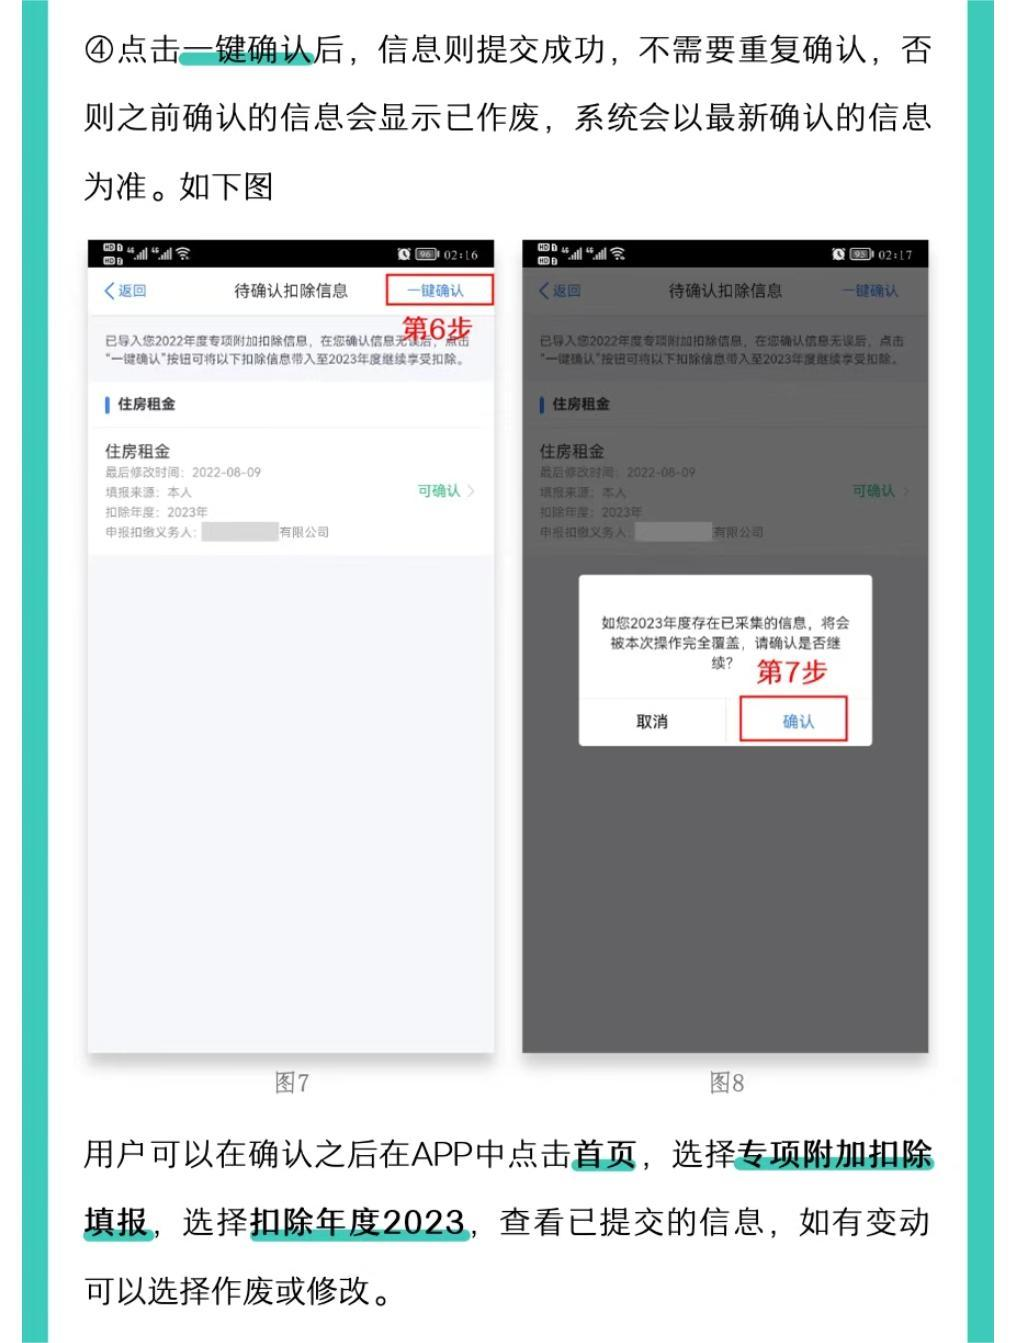 ④点击一键确认后，信息则提交成功，不需要重复确认，否
则之前确认的信息会显示已作废，系统会以最新确认的信息
为准。如下图
HD 1 4G 4G 96 02:16
HD 2
返回 待确认扣除信息 一键确认
第6步
已导入您2022年度专项附加扣除信息，在您确认信息无误后，点击
“一键确认”按钮可将以下扣除信息带入至2023年度继续享受扣除。
住房租金
住房租金
最后修改时间：2022-08-09
填报来源：本人
可确认
扣除年度：2023年
申报扣缴义务人： 有限公司
图7
HD 1 4G 4G 95 02:17
HD 2
返回 待确认扣除信息 一键确认
已导入您2022年度专项附加扣除信息，在您确认信息无误后，点击
“一键确认”按钮可将以下扣除信息带入至2023年度继续享受扣除。
住房租金
住房租金
最后修改时间：2022-08-09
填报来源：本人
可确认
扣除年度：2023年
申报扣缴义务人： 有限公司
如您2023年度存在已采集的信息，将会
被本次操作完全覆盖，请确认是否继
续？
第7步
取消 确认
图8
用户可以在确认之后在APP中点击首页，选择专项附加扣除
填报，选择扣除年度2023，查看已提交的信息，如有变动
可以选择作废或修改。